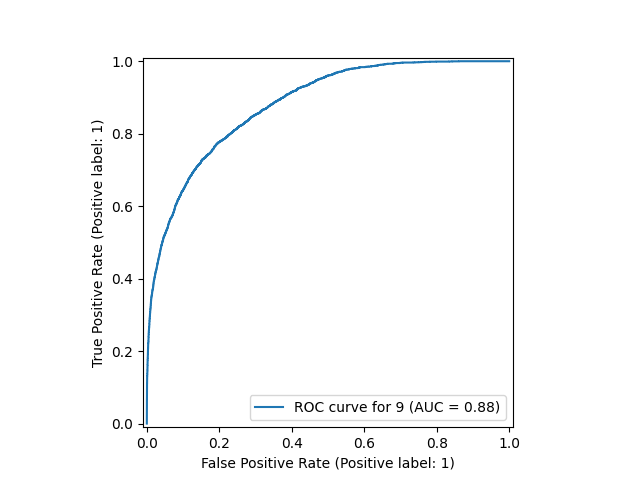 1.0
0.8
0.6
0.4
0.2
0.0
True Positive Rate (Positive label: 1)
ROC curve for 9 (AUC = 0.88)
0.0 0.2 0.4 0.6 0.8 1.0
False Positive Rate (Positive label: 1)